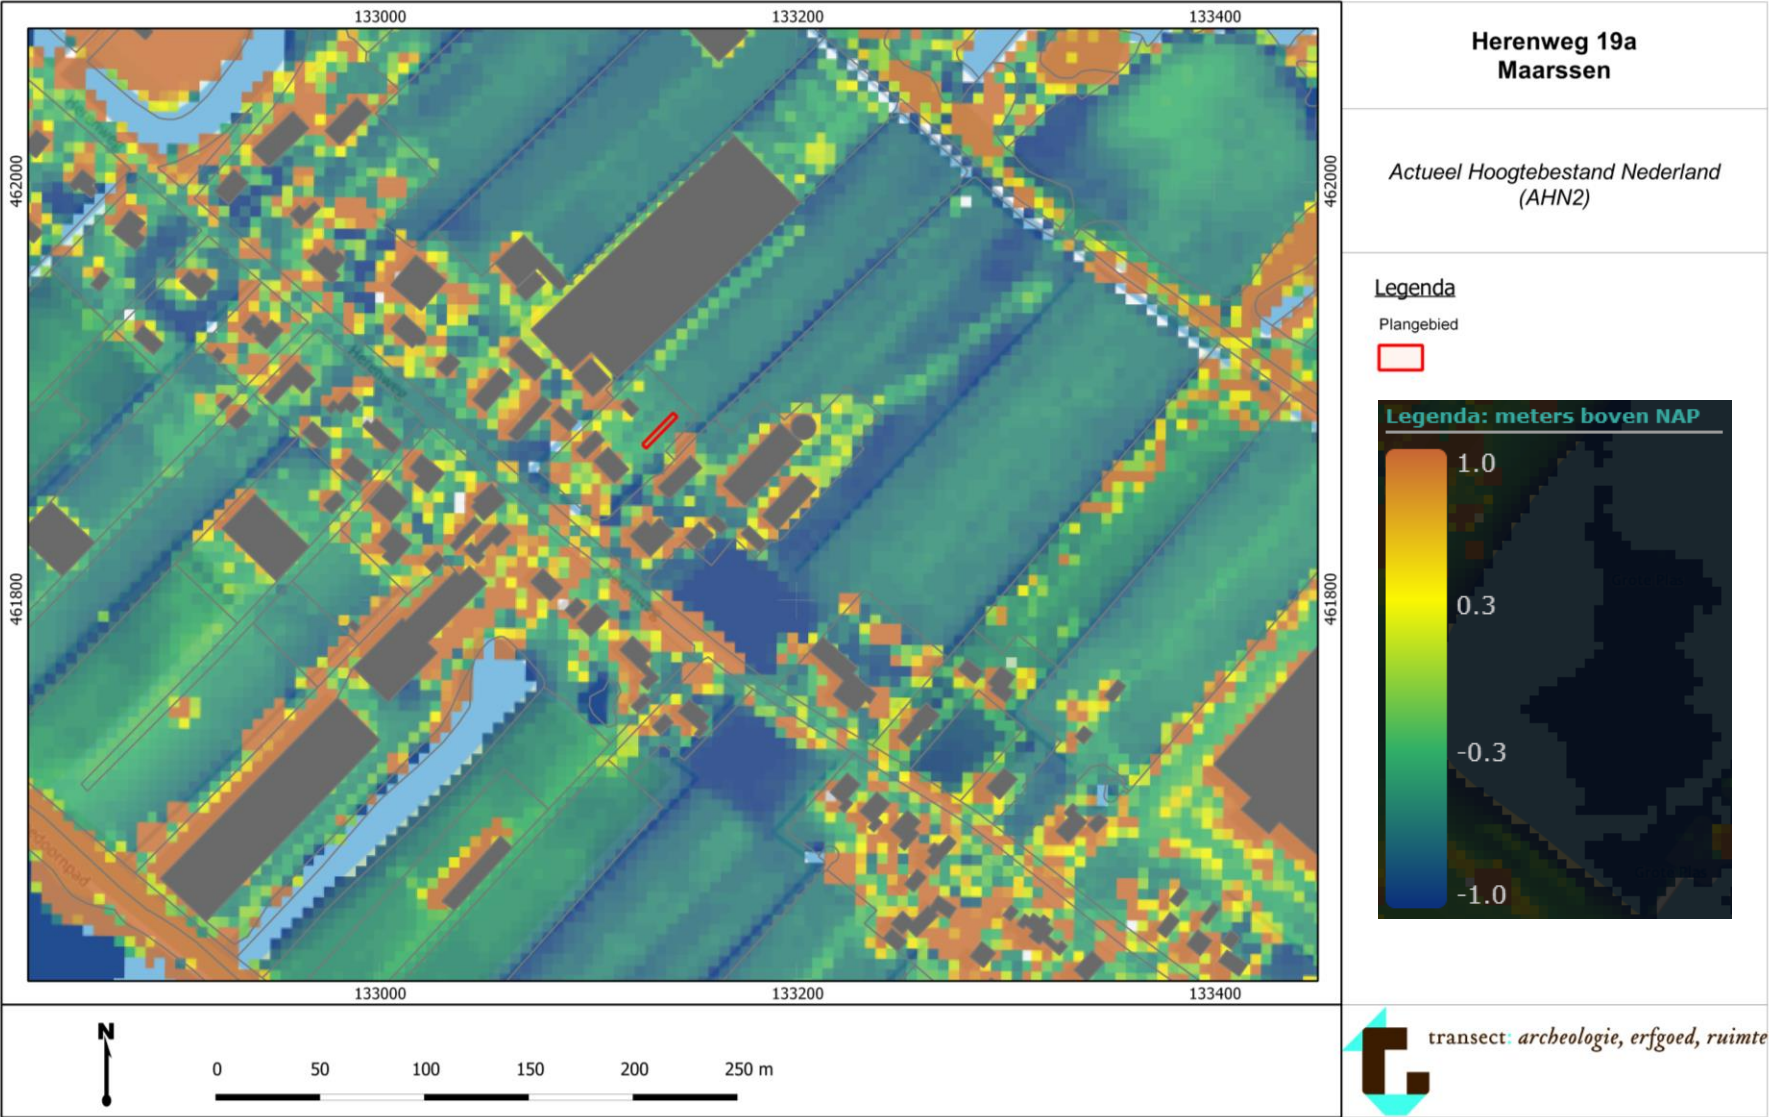 133000
133200
133400
462000
462000
461800
461800
Herenweg
133000
133200
133400
N
0
50
100
150
200
250 m
Herenweg 19a
Maarssen
Actueel Hoogtebestand Nederland
(AHN2)
Legenda
Plangebied
Legenda: meters boven NAP
1.0
0.3
-0.3
-1.0
transect: archeologie, erfgoed, ruimte